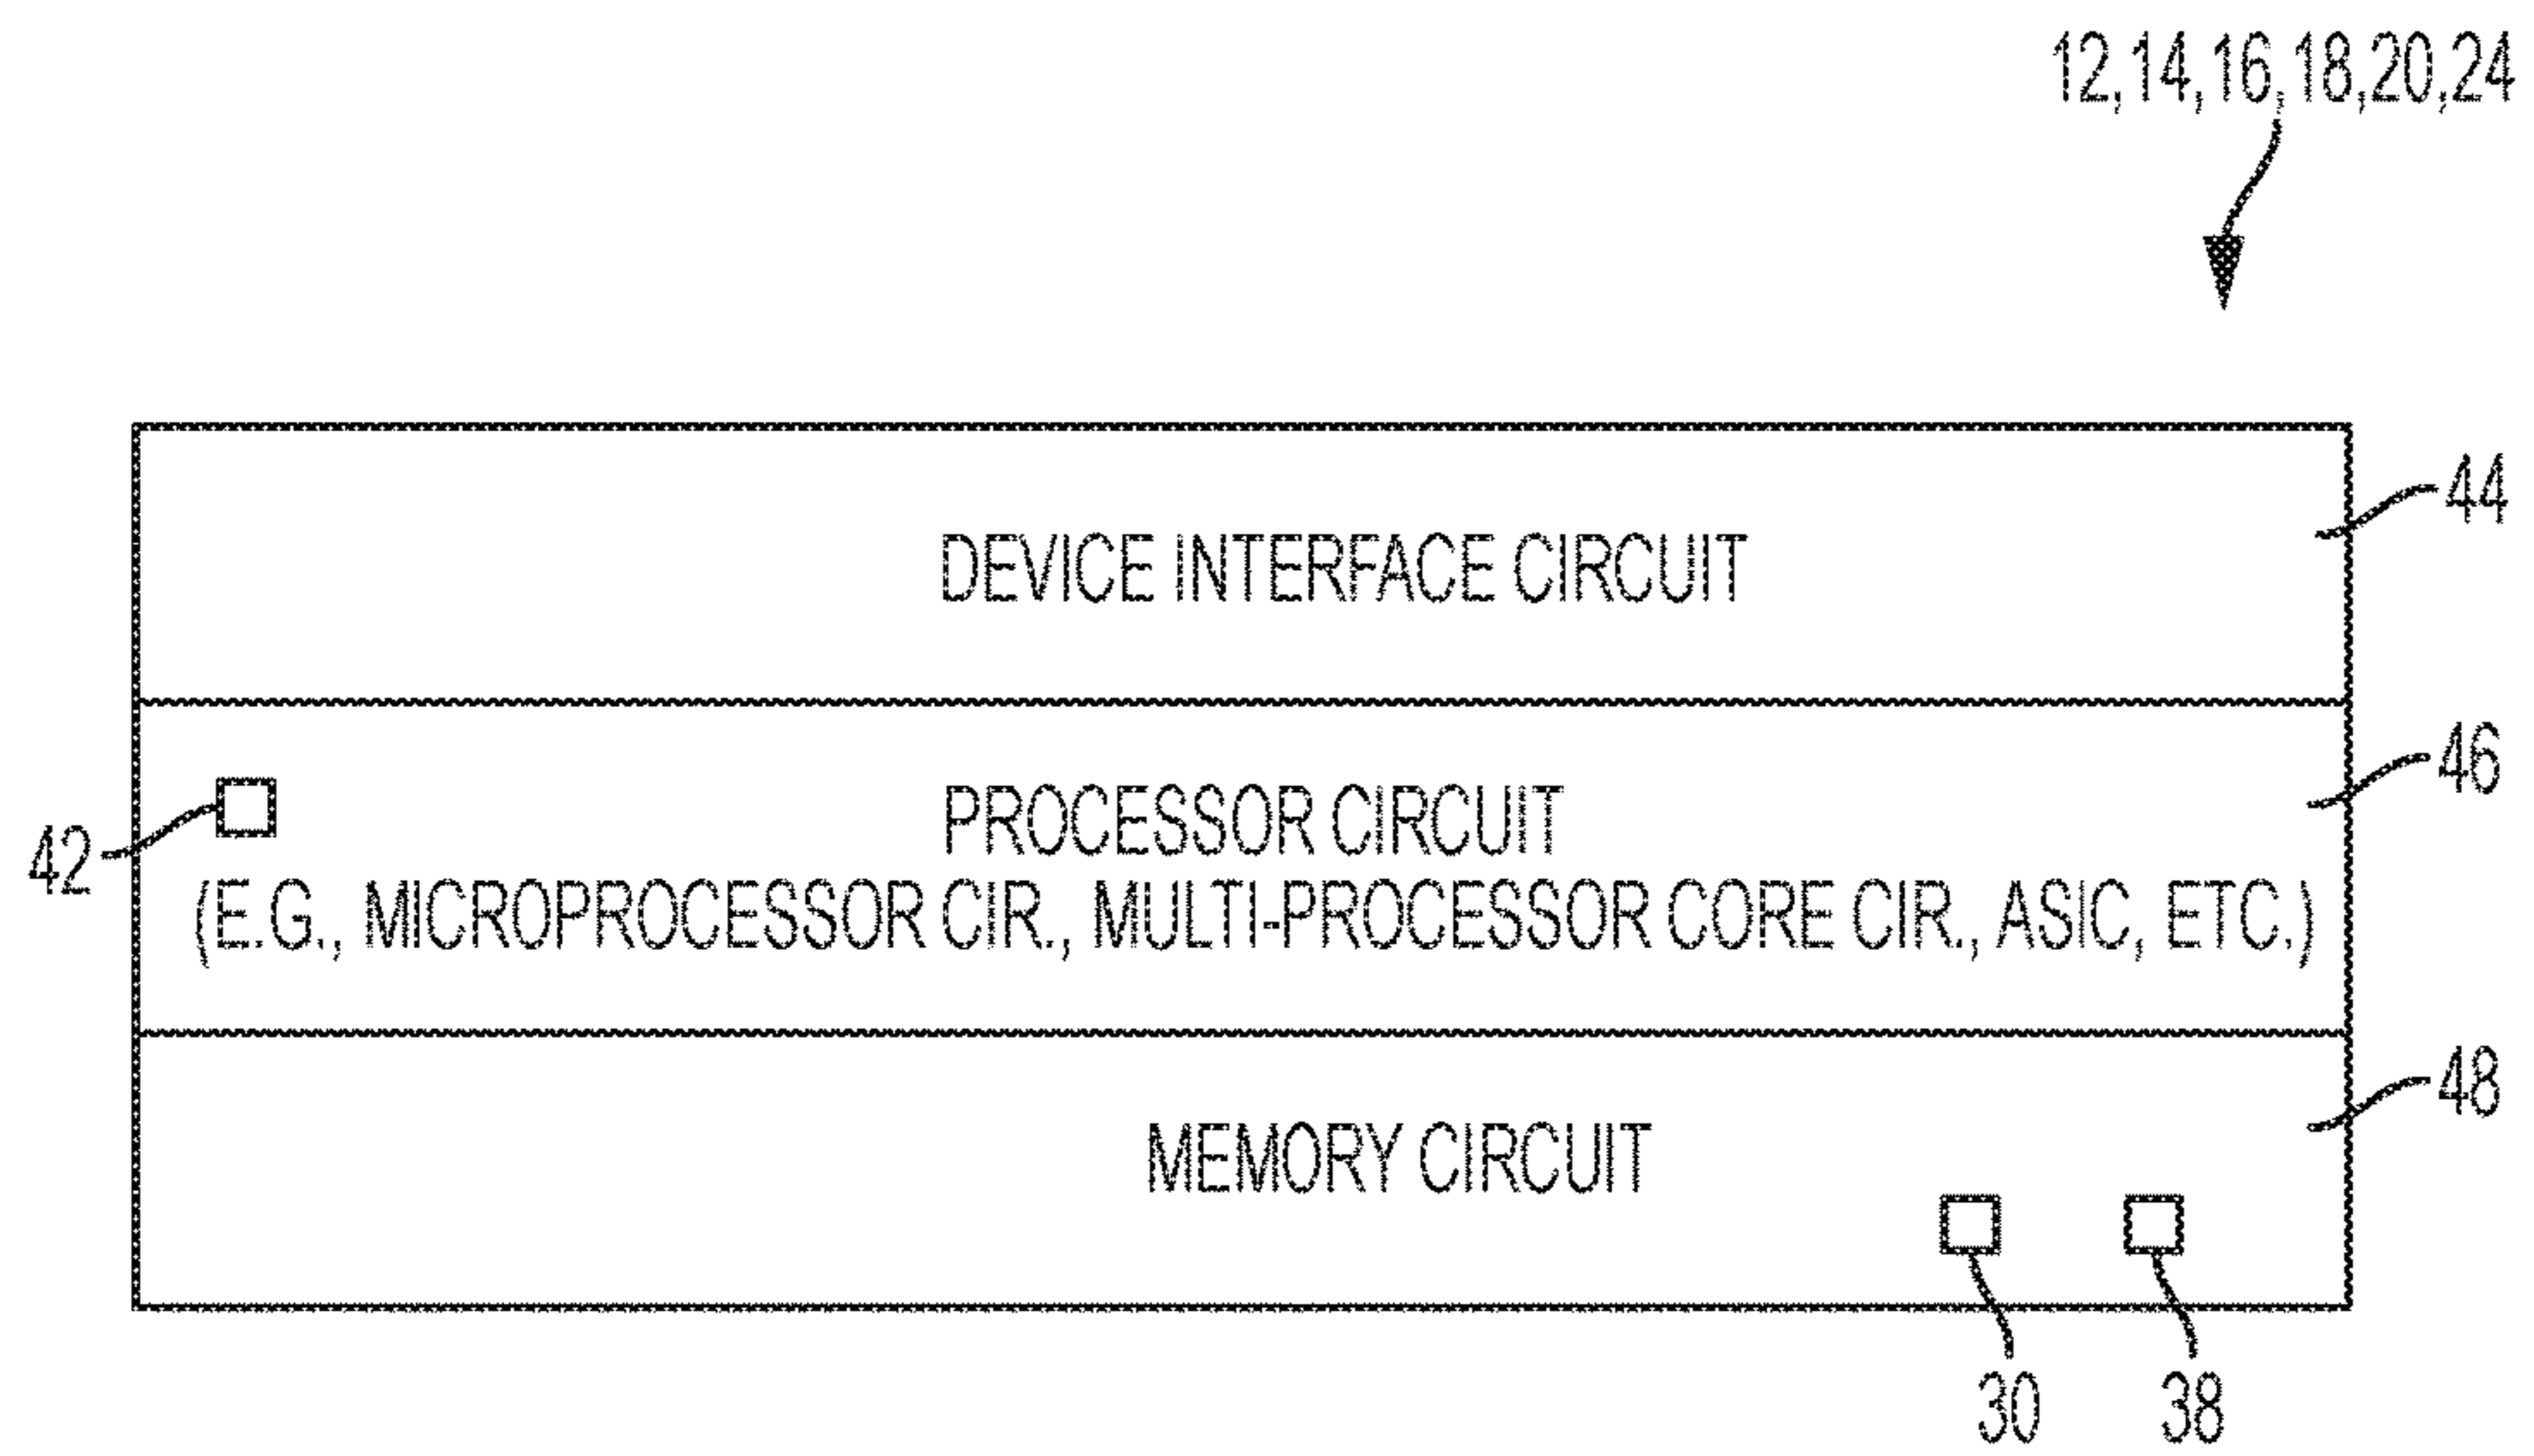 12,14,16,18,20,24
44
DEVICE INTERFACE CIRCUIT
46
42
PROCESSOR CIRCUIT
(E.G., MICROPROCESSOR CIR., MULTI-PROCESSOR CORE CIR., ASIC, ETC.)
48
MEMORY CIRCUIT
30
38